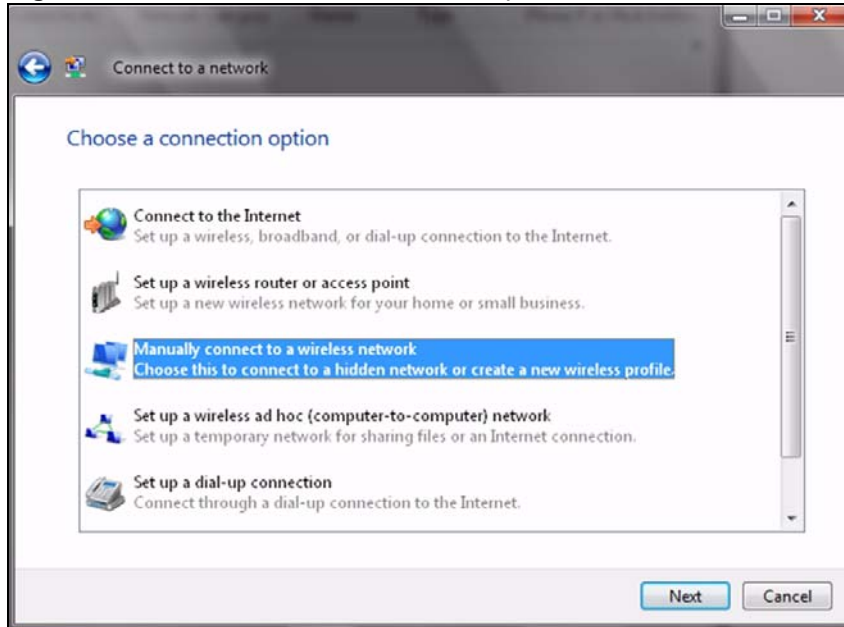 Connect to a network
Choose a connection option
Connect to the Internet
Set up a wireless, broadband, or dial-up connection to the Internet.
Set up a wireless router or access point
Set up a new wireless network for your home or small business.
Manually connect to a wireless network
Choose this to connect to a hidden network or create a new wireless profile.
Set up a wireless ad hoc (computer-to-computer) network
Set up a temporary network for sharing files or an Internet connection.
Set up a dial-up connection
Connect through a dial-up connection to the Internet.
Next
Cancel